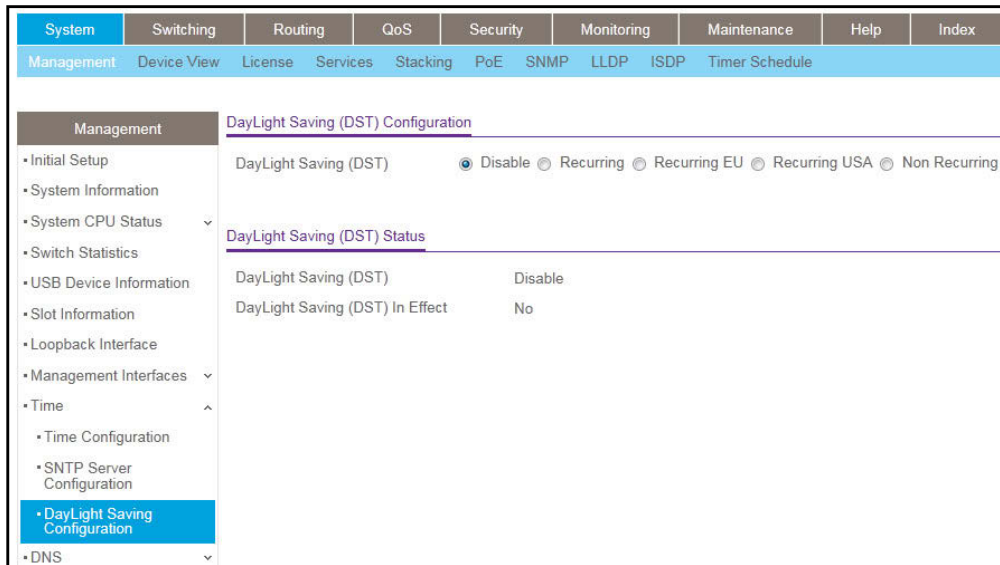 System Switching Routing QoS Security Monitoring Maintenance Help Index
Management Device View License Services Stacking PoE SNMP LLDP ISDP Timer Schedule
Management
Initial Setup
System Information
System CPU Status
Switch Statistics
USB Device Information
Slot Information
Loopback Interface
Management Interfaces
Time
Time Configuration
SNTP Server
Configuration
DayLight Saving
Configuration
DNS
DayLight Saving (DST) Configuration
DayLight Saving (DST) Disable Recurring Recurring EU Recurring USA Non Recurring
DayLight Saving (DST) Status
DayLight Saving (DST) Disable
DayLight Saving (DST) In Effect No